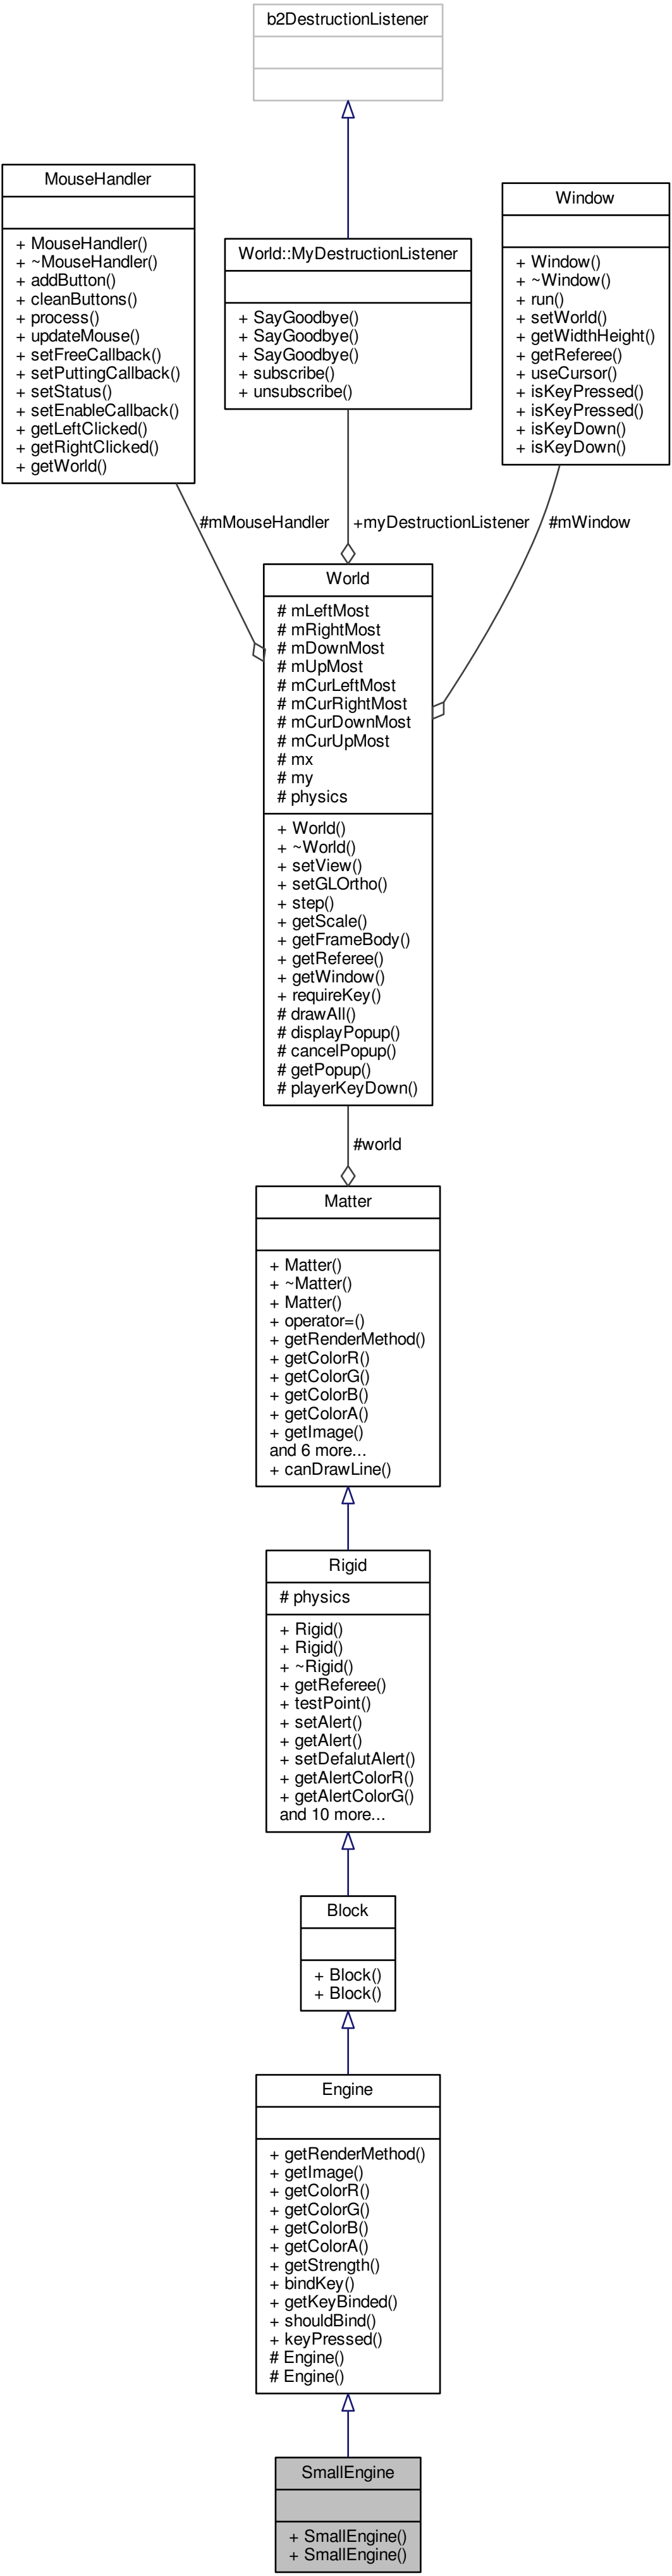 b2DestructionListener
MouseHandler
+ MouseHandler()
+ ~MouseHandler()
+ addButton()
+ cleanButtons()
+ process()
+ updateMouse()
+ setFreeCallback()
+ setPuttingCallback()
+ setStatus()
+ setEnableCallback()
+ getLeftClicked()
+ getRightClicked()
+ getWorld()
World::MyDestructionListener
+ SayGoodbye()
+ SayGoodbye()
+ SayGoodbye()
+ subscribe()
+ unsubscribe()
Window
+ Window()
+ ~Window()
+ run()
+ setWorld()
+ getWidthHeight()
+ getReferee()
+ useCursor()
+ isKeyPressed()
+ isKeyPressed()
+ isKeyDown()
+ isKeyDown()
#mMouseHandler
+myDestructionListener
#mWindow
World
# mLeftMost
# mRightMost
# mDownMost
# mUpMost
# mCurLeftMost
# mCurRightMost
# mCurDownMost
# mCurUpMost
# mx
# my
# physics
+ World()
+ ~World()
+ setView()
+ setGLOrtho()
+ step()
+ getScale()
+ getFrameBody()
+ getReferee()
+ getWindow()
+ requireKey()
# drawAll()
# displayPopup()
# cancelPopup()
# getPopup()
# playerKeyDown()
#world
Matter
+ Matter()
+ ~Matter()
+ Matter()
+ operator=()
+ getRenderMethod()
+ getColorR()
+ getColorG()
+ getColorB()
+ getColorA()
+ getImage()
and 6 more...
+ canDrawLine()
Rigid
# physics
+ Rigid()
+ Rigid()
+ ~Rigid()
+ getReferee()
+ testPoint()
+ setAlert()
+ getAlert()
+ setDefalutAlert()
+ getAlertColorR()
+ getAlertColorG()
and 10 more...
Block
+ Block()
+ Block()
Engine
+ getRenderMethod()
+ getImage()
+ getColorR()
+ getColorG()
+ getColorB()
+ getColorA()
+ getStrength()
+ bindKey()
+ getKeyBinded()
+ shouldBind()
+ keyPressed()
# Engine()
# Engine()
SmallEngine
+ SmallEngine()
+ SmallEngine()